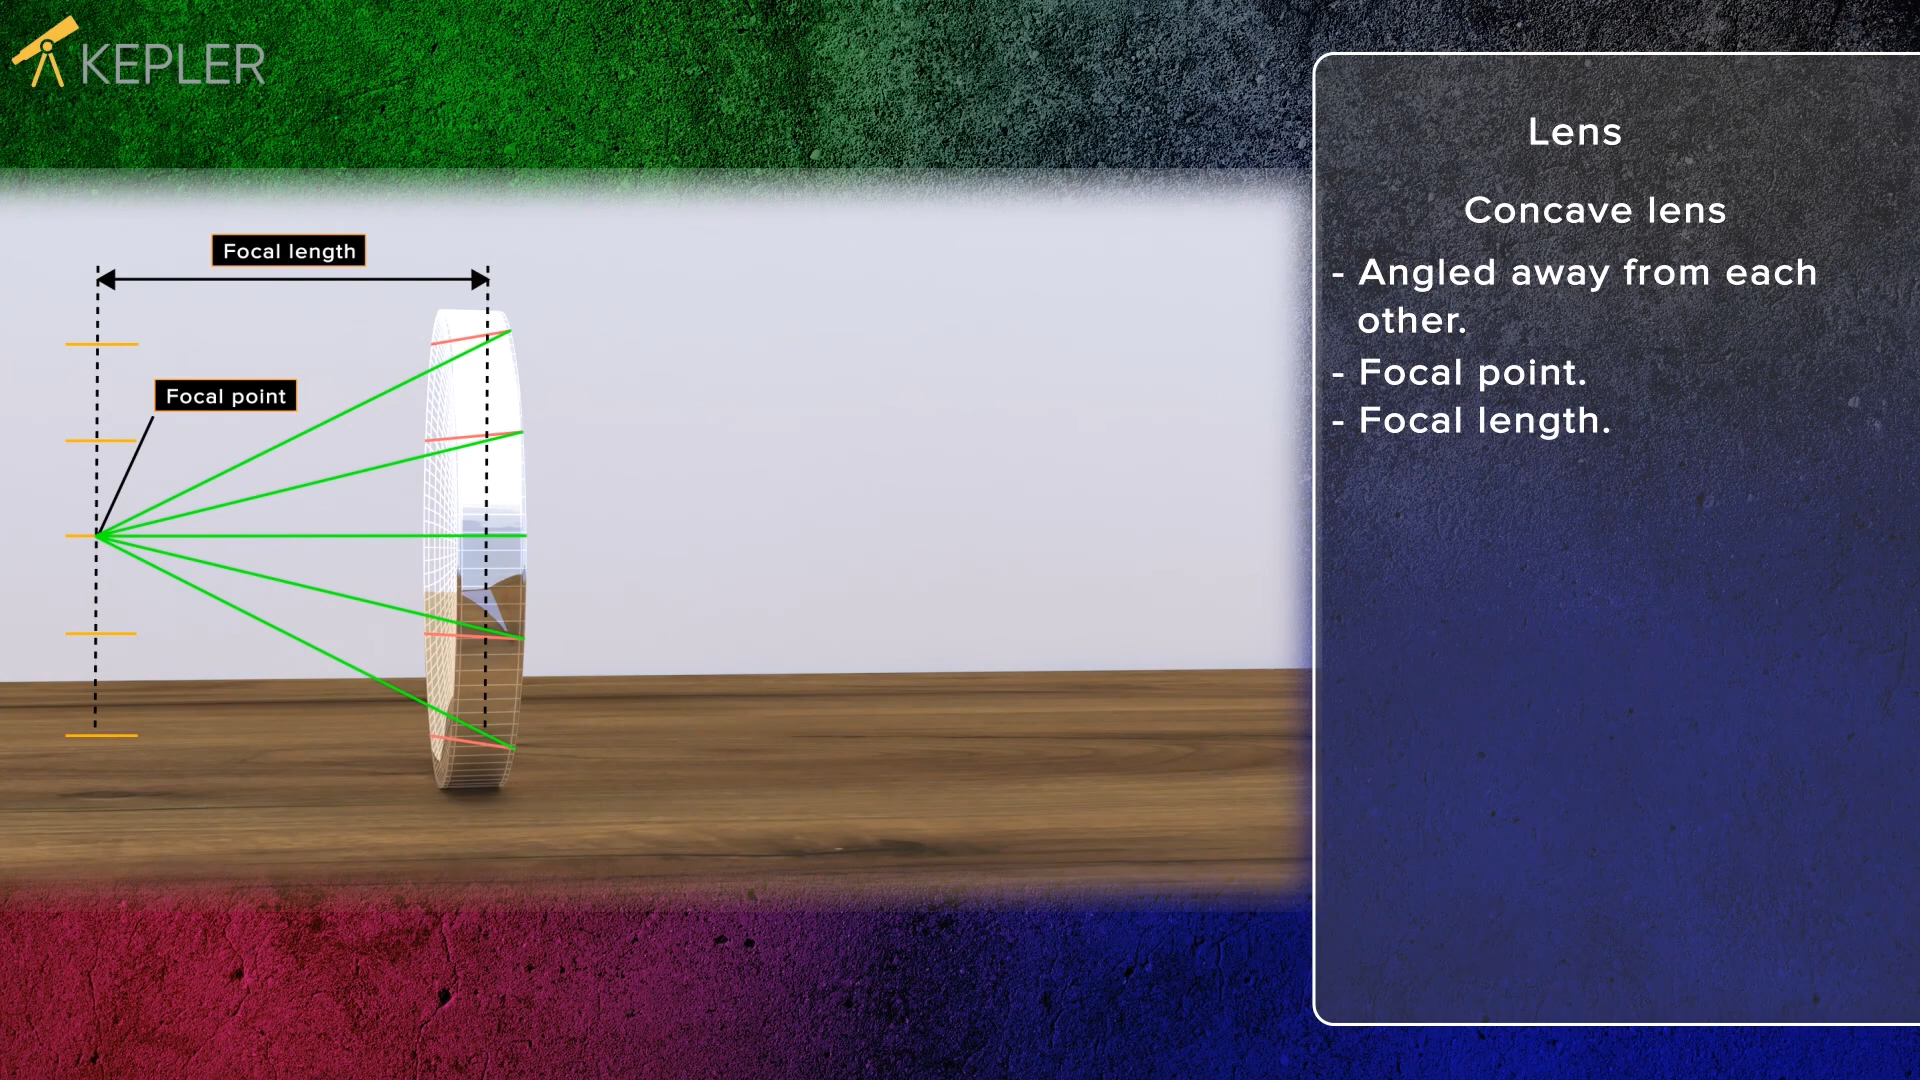 KEPLER
Focal length
Focal point
Lens
Concave lens
- Angled away from each
other.
- Focal point.
- Focal length.